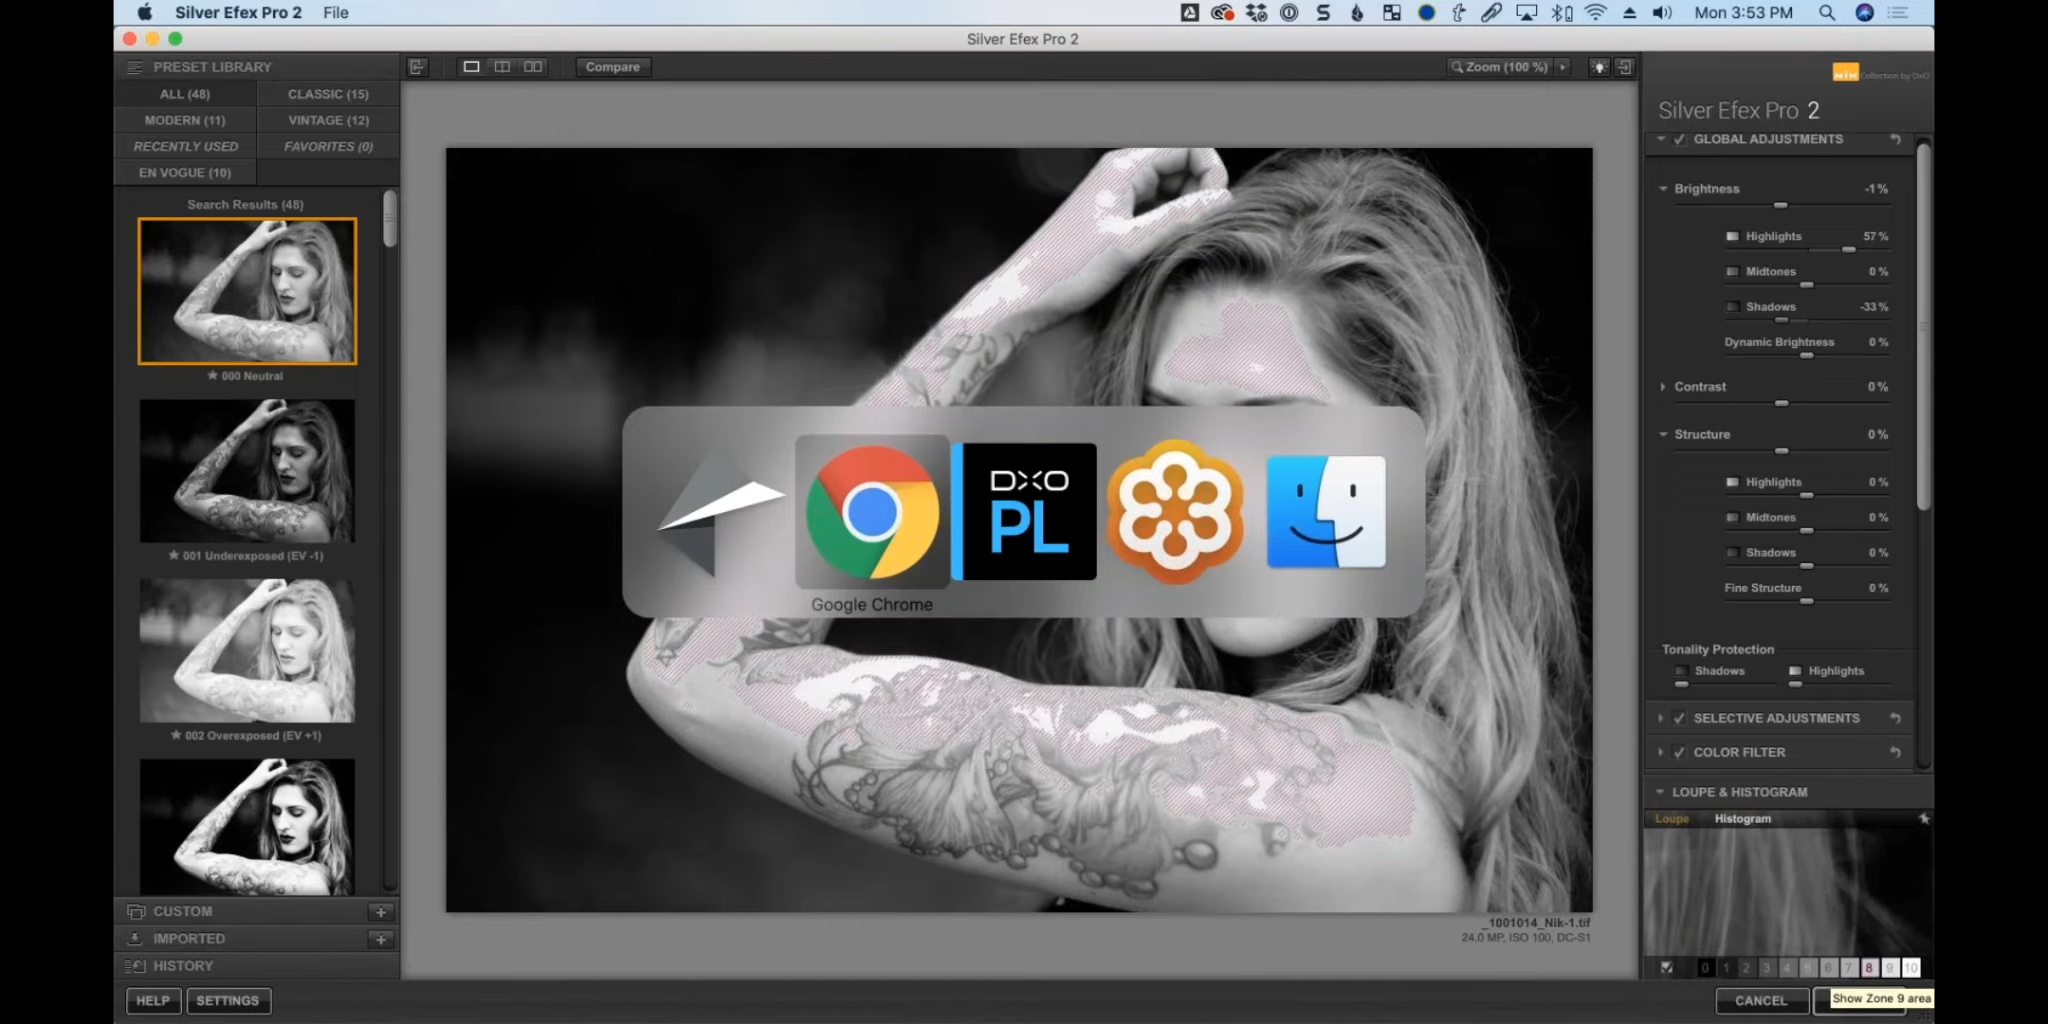 Silver Efex Pro 2 File
Mon 3:53 PM
Silver Efex Pro 2
PRESET LIBRARY
ALL (48)
CLASSIC (15)
MODERN (11)
VINTAGE (12)
RECENTLY USED
FAVORITES (0)
EN VOGUE (10)
Search Results (48)
000 Neutral
001 Underexposed (EV -1)
002 Overexposed (EV +1)
CUSTOM
IMPORTED
HISTORY
HELP
SETTINGS
Compare
Zoom (100 %)
DXO
PL
Google Chrome
_1001014_Nik-1.tif
24.0 MP, ISO 100, DC-S1
nik Collection by DxO
Silver Efex Pro 2
GLOBAL ADJUSTMENTS
Brightness -1 %
Highlights 57 %
Midtones 0 %
Shadows -33 %
Dynamic Brightness 0 %
Contrast 0 %
Structure 0 %
Highlights 0 %
Midtones 0 %
Shadows 0 %
Fine Structure 0 %
Tonality Protection
Shadows Highlights
SELECTIVE ADJUSTMENTS
COLOR FILTER
LOUPE & HISTOGRAM
Loupe Histogram
0 1 2 3 4 5 6 7 8 9 10
CANCEL
Show Zone 9 area